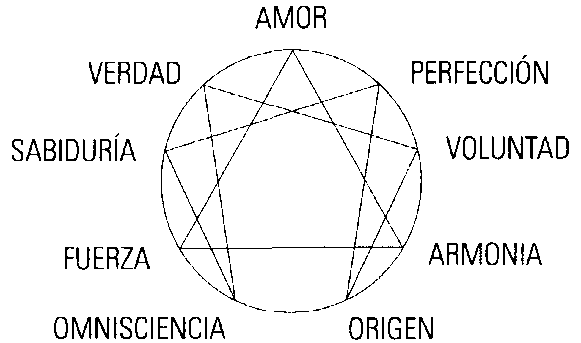 AMOR
VERDAD
PERFECCIÓN
SABIDURÍA
VOLUNTAD
FUERZA
ARMONIA
OMNISCIENCIA
ORIGEN